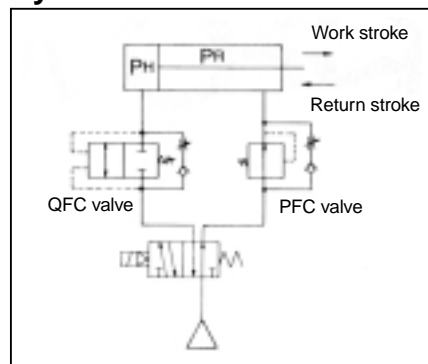 PH
PR
Work stroke
Return stroke
QFC valve
PFC valve